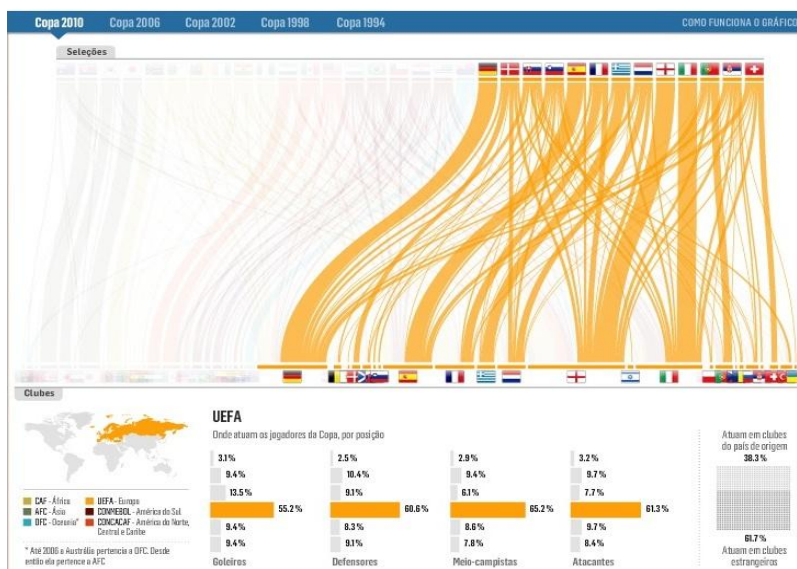 Copa 2010 Copa 2006 Copa 2002 Copa 1998 Copa 1994 COMO FUNCIONA O GRÁFICO
Seleções
Clubes
UEFA
Onde atuam os jogadores da Copa, por posição
3.1% 2.5% 2.9% 3.2%
9.4% 10.4% 9.4% 9.7%
13.5% 9.1% 6.1% 7.7%
55.2% 60.6% 65.2% 61.3%
9.4% 8.3% 8.6% 9.7%
9.4% 9.1% 7.8% 8.4%
Goleiros Defensores Meio-campistas Atacantes
CAF - África
AFC - Ásia
OFC - Oceania*
UEFA - Europa
CONMEBOL - América do Sul
CONCACAF - América do Norte,
Central e Caribe
* Até 2006 a Austrália pertencia a OFC. Desde
então ela pertence a AFC
Atuam em clubes
do país de origem
38.3%
61.7%
Atuam em clubes
estrangeiros